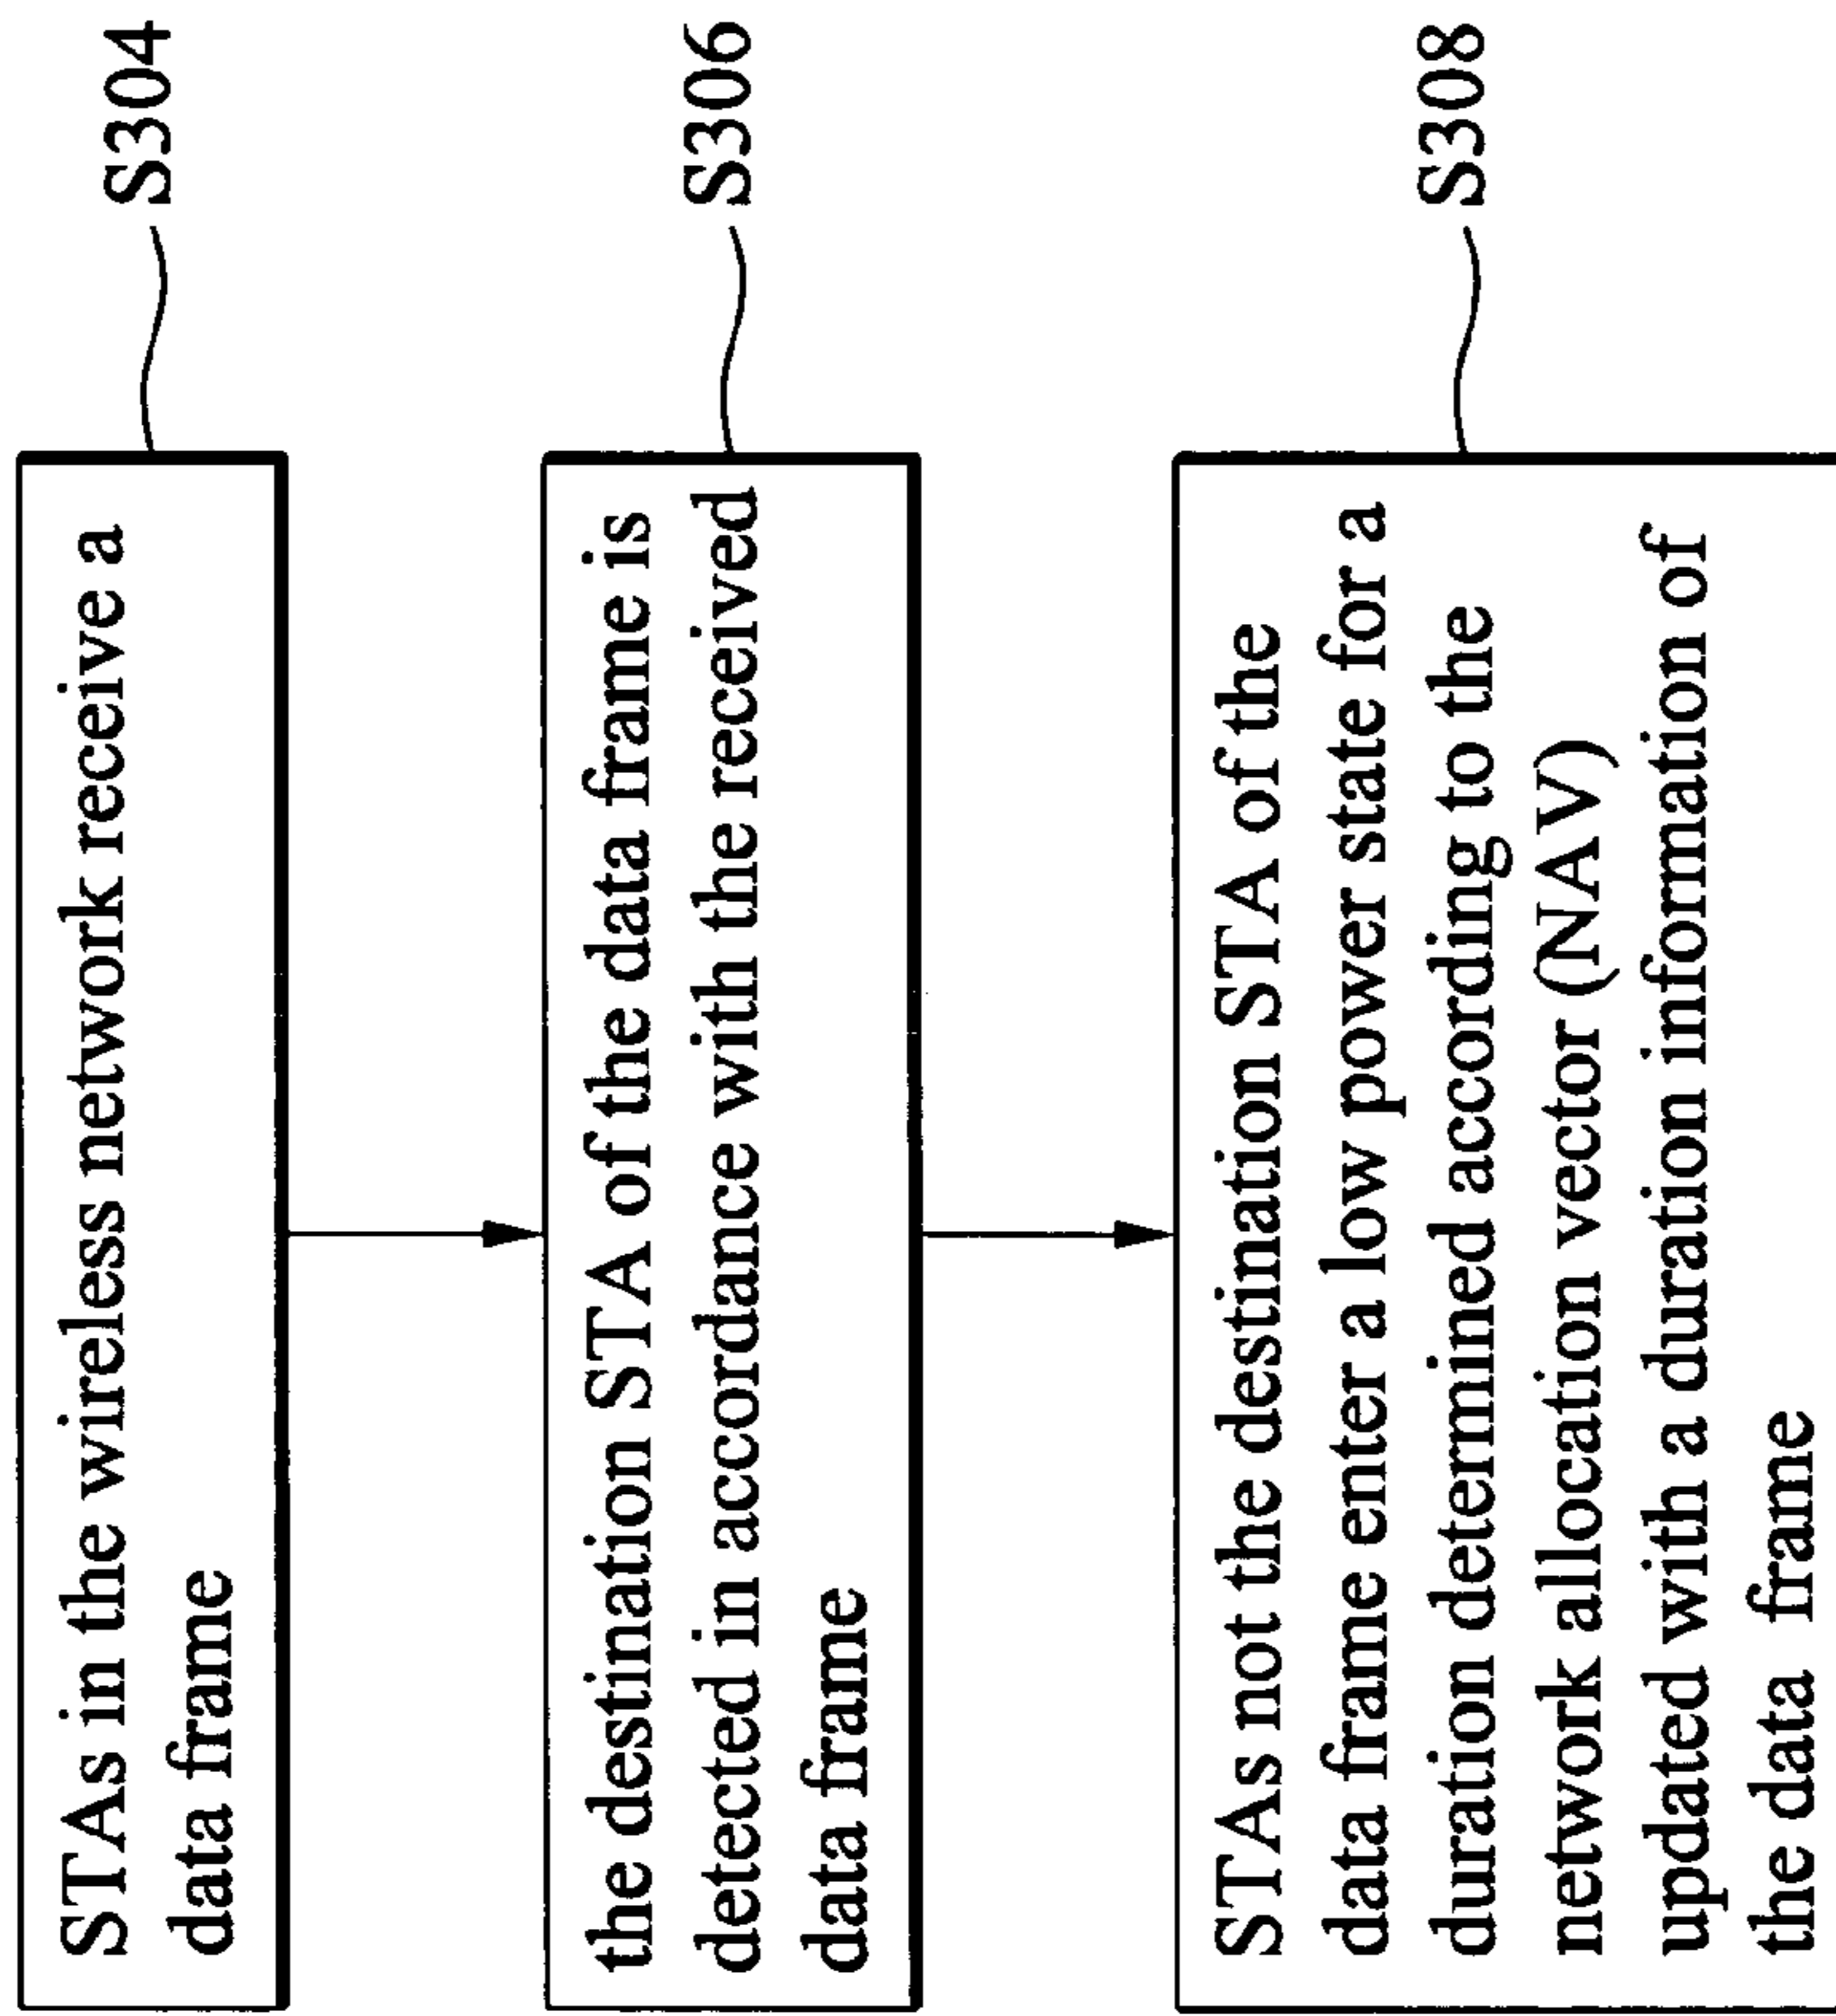 STAs in the wireless network receive a
data frame
S304
the destination STA of the data frame is
detected in accordance with the received
data frame
S306
STAs not the destination STA of the
data frame enter a low power state for a
duration determined according to the
network allocation vector (NAV)
updated with a duration information of
the data frame
S308